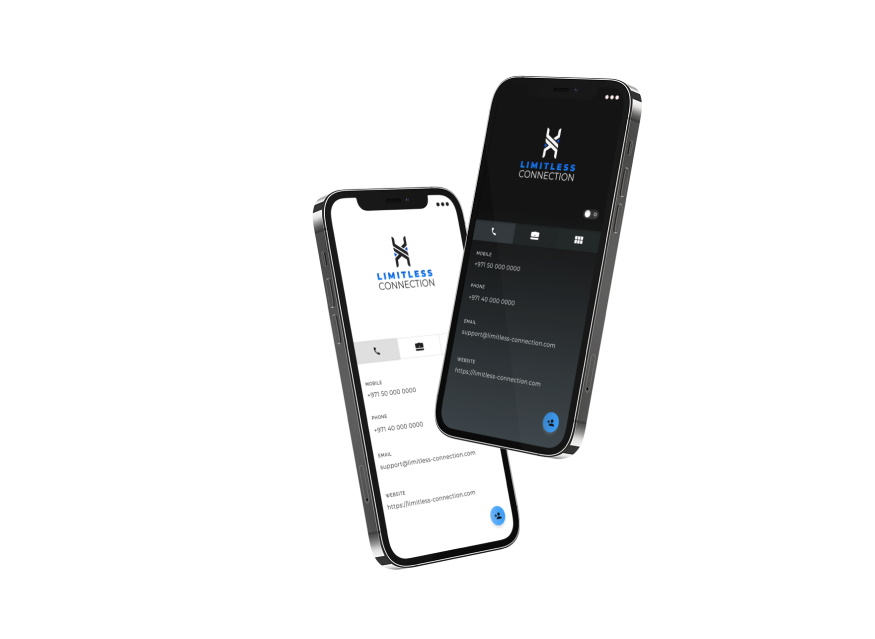 LIMITLESS
CONNECTION
MOBILE
+971 50 000 0000
PHONE
+971 40 000 0000
EMAIL
support@limitless-connection.com
WEBSITE
https://limitless-connection.com
LIMITLESS
CONNECTION
MOBILE
+971 50 000 0000
PHONE
+971 40 000 0000
EMAIL
support@limitless-connection.com
WEBSITE
https://limitless-connection.com